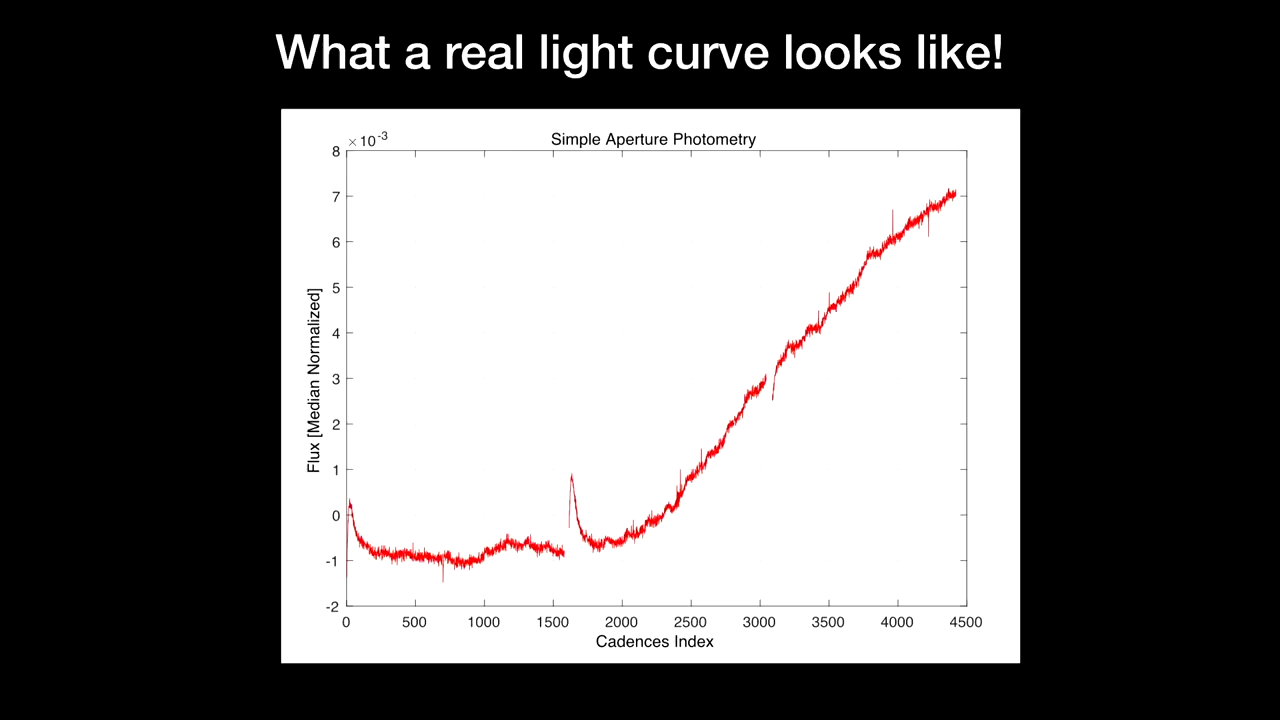 What a real light curve looks like!
Simple Aperture Photometry
×10-3
8
7
6
5
4
3
2
1
0
-1
-2
Flux [Median Normalized]
0 500 1000 1500 2000 2500 3000 3500 4000 4500
Cadences Index